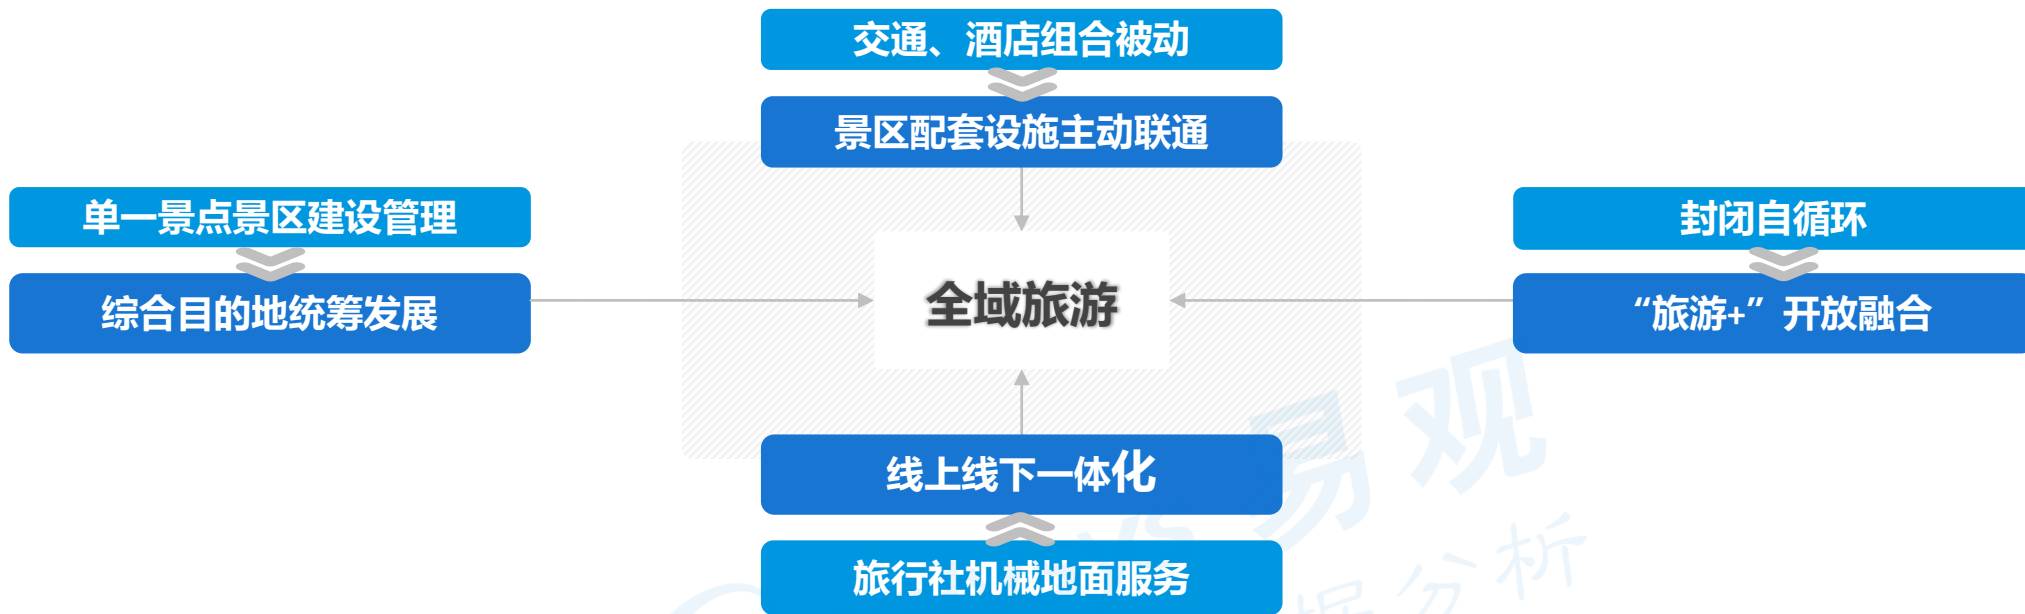 交通、酒店组合被动
景区配套设施主动联通
单一景点景区建设管理
综合目的地统筹发展
全域旅游
封闭自循环
“旅游+”开放融合
线上线下一体化
旅行社机械地面服务
易观
据分析